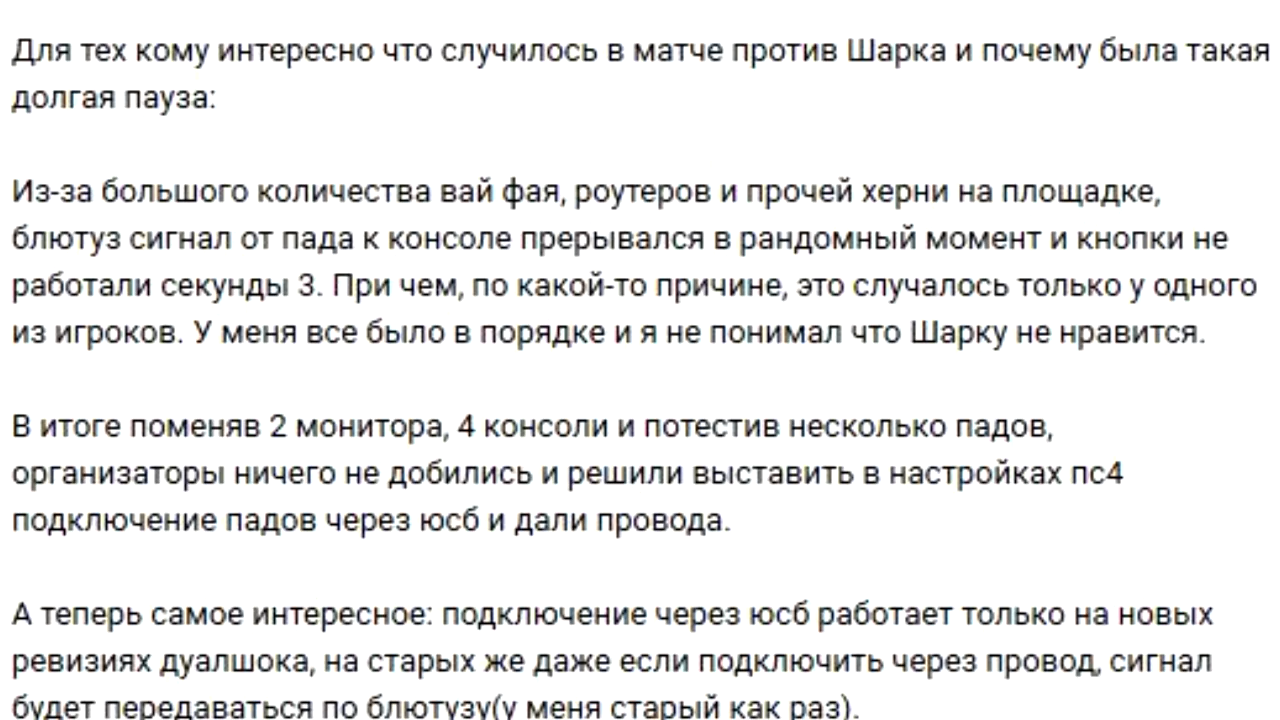 Для тех кому интересно что случилось в матче против Шарка и почему была такая
долгая пауза:
Из-за большого количества вай фая, роутеров и прочей херни на площадке,
блютуз сигнал от пада к консоле прерывался в рандомный момент и кнопки не
работали секунды 3. При чем, по какой-то причине, это случалось только у одного
из игроков. У меня все было в порядке и я не понимал что Шарку не нравится.
В итоге поменяв 2 монитора, 4 консоли и потестив несколько падов,
организаторы ничего не добились и решили выставить в настройках пс4
подключение падов через юсб и дали провода.
А теперь самое интересное: подключение через юсб работает только на новых
ревизиях дуалшока, на старых же даже если подключить через провод, сигнал
будет передаваться по блютузу(у меня старый как раз).